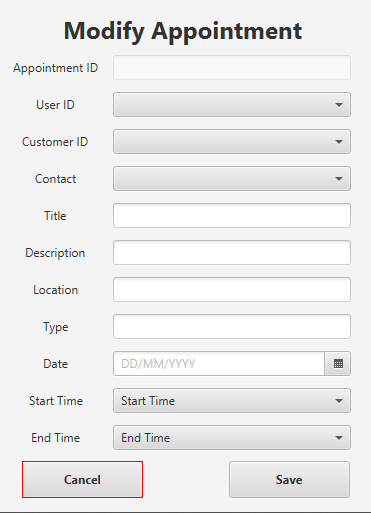 Modify Appointment
Appointment ID
User ID
Customer ID
Contact
Title
Description
Location
Type
Date DD/MM/YYYY
Start Time Start Time
End Time End Time
Cancel Save